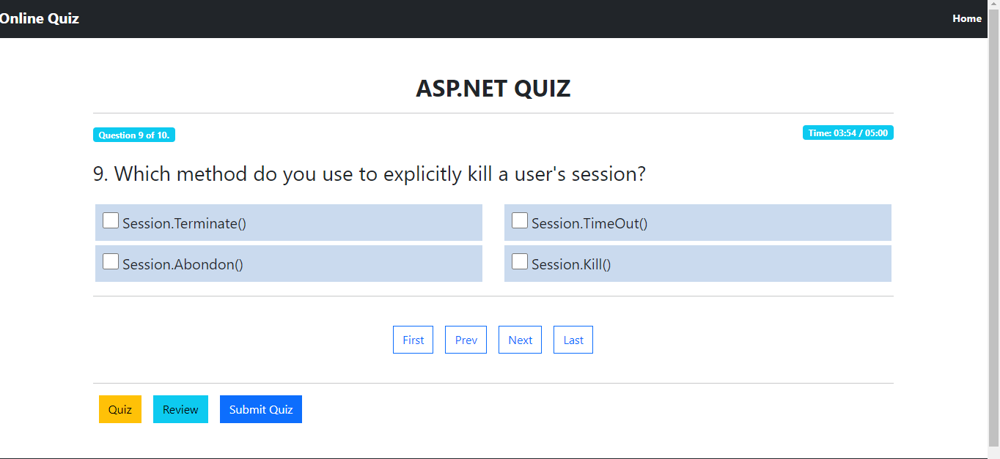 Online Quiz Home
ASP.NET QUIZ
Question 9 of 10. Time: 03:54 / 05:00
9. Which method do you use to explicitly kill a user's session?
Session.Terminate() Session.TimeOut()
Session.Abondon() Session.Kill()
First Prev Next Last
Quiz Review Submit Quiz